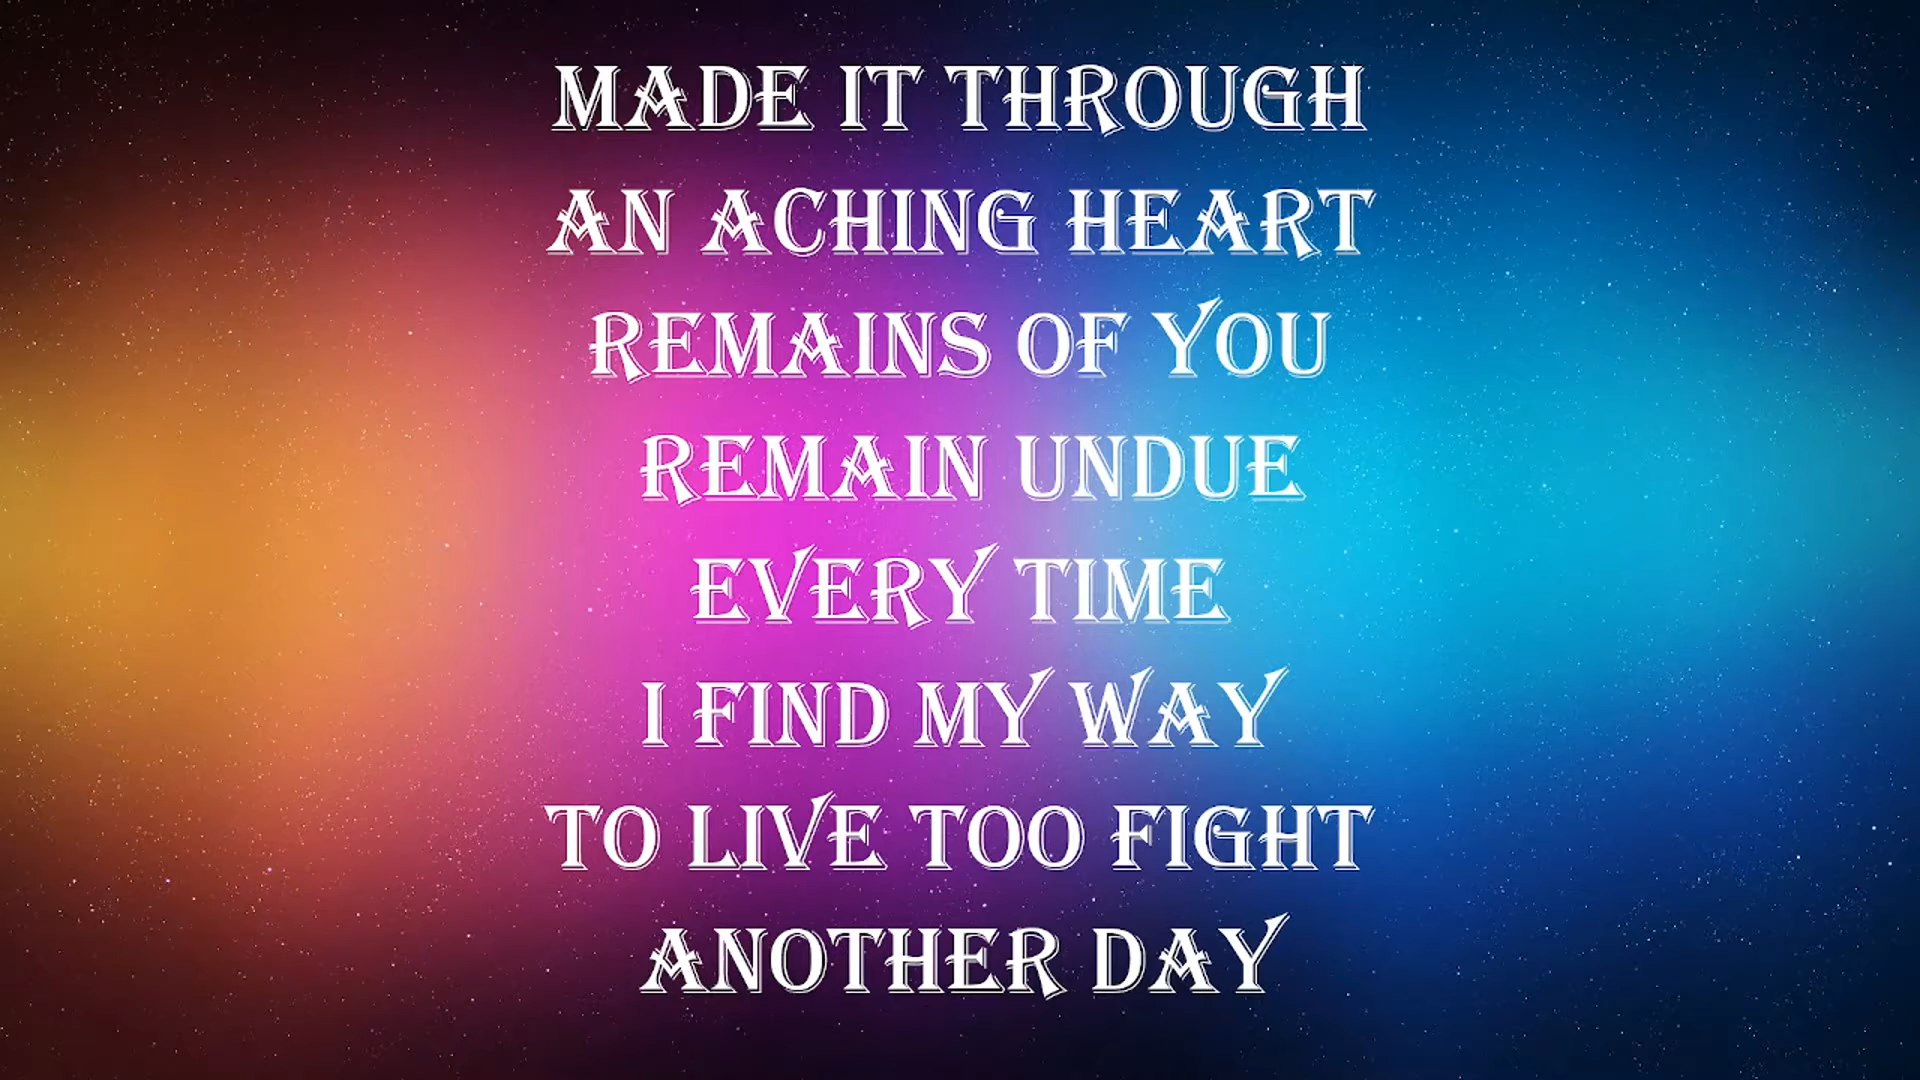 MADE IT THROUGH
AN ACHING HEART
REMAINS OF YOU
REMAIN UNDUE
EVERY TIME
I FIND MY WAY
TO LIVE TOO FIGHT
ANOTHER DAY